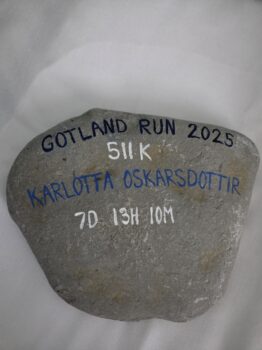 GOTLAND RUN 2025
511 K
KARLOTTA OSKARSDOTTIR
7D 13H 10M